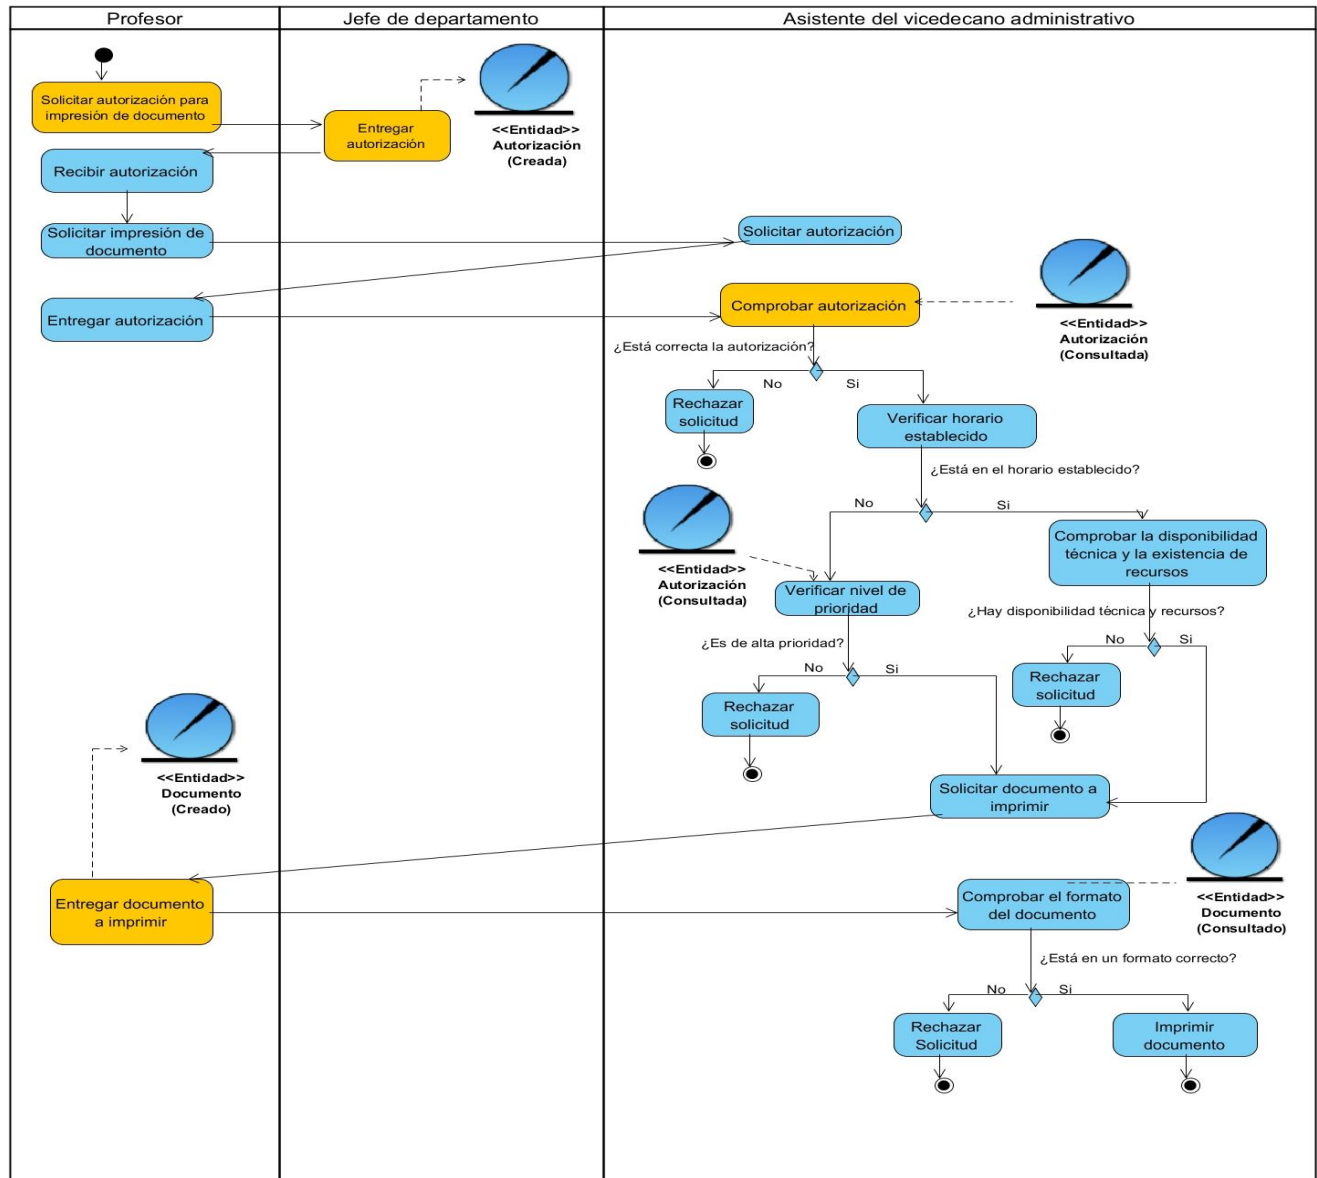 Profesor
Jefe de departamento
Asistente del vicedecano administrativo
Solicitar autorización para
impresión de documento
Entregar
autorización
<<Entidad>>
Autorización
(Creada)
Recibir autorización
Solicitar impresión de
documento
Solicitar autorización
Entregar autorización
Comprobar autorización
<<Entidad>>
Autorización
(Consultada)
¿Está correcta la autorización?
No
Si
Rechazar
solicitud
Verificar horario
establecido
¿Está en el horario establecido?
No
Si
<<Entidad>>
Autorización
(Consultada)
Comprobar la disponibilidad
técnica y la existencia de
recursos
Verificar nivel de
prioridad
¿Hay disponibilidad técnica y recursos?
¿Es de alta prioridad?
No
Si
No
Si
Rechazar
solicitud
Rechazar
solicitud
<<Entidad>>
Documento
(Creado)
Solicitar documento a
imprimir
Entregar documento
a imprimir
Comprobar el formato
del documento
<<Entidad>>
Documento
(Consultado)
¿Está en un formato correcto?
No
Si
Rechazar
Solicitud
Imprimir
documento